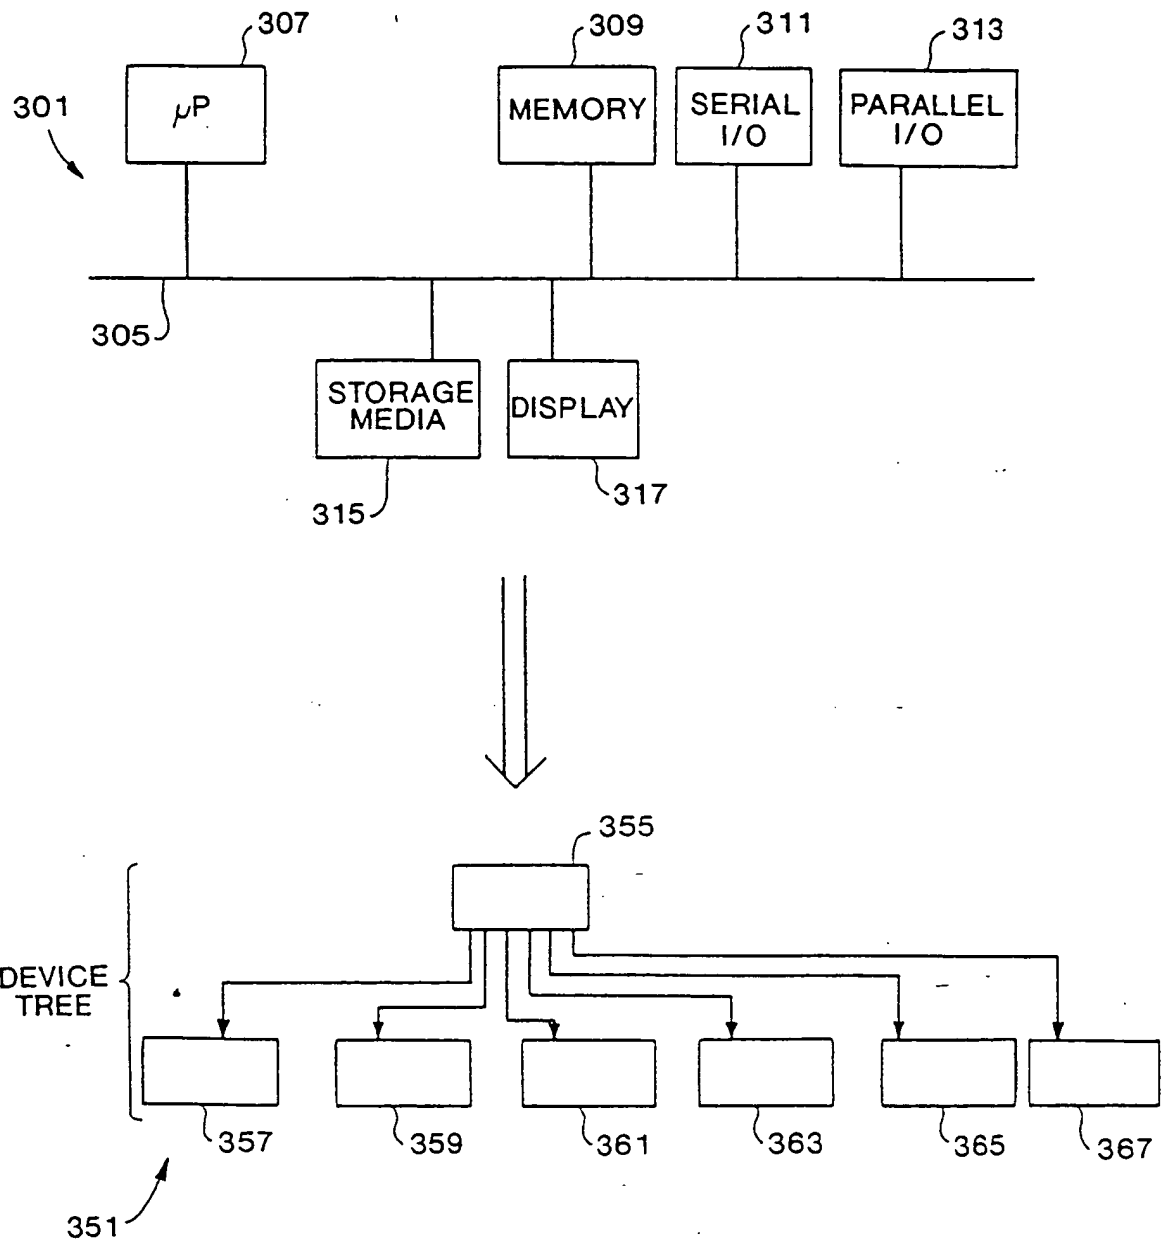 307
309
311
313
301
μP
MEMORY
SERIAL
I/O
PARALLEL
I/O
305
STORAGE
MEDIA
DISPLAY
315
317
355
DEVICE
TREE
357
359
361
363
365
367
351